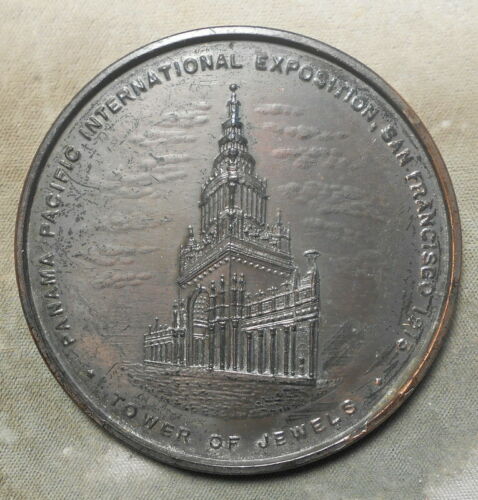 PANAMA PACIFIC INTERNATIONAL EXPOSITION, SAN FRANCISCO, 1915
TOWER OF JEWELS